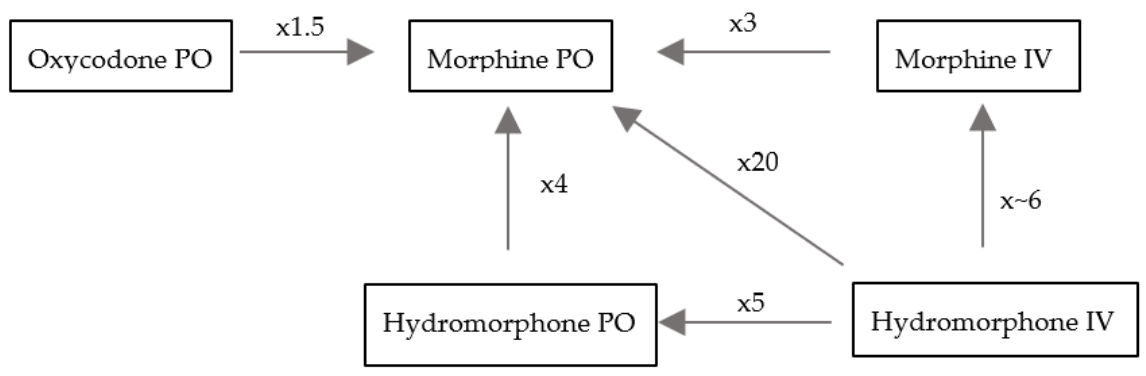 Oxycodone PO
x1.5
Morphine PO
x3
Morphine IV
x4
x20
x~6
Hydromorphone PO
x5
Hydromorphone IV